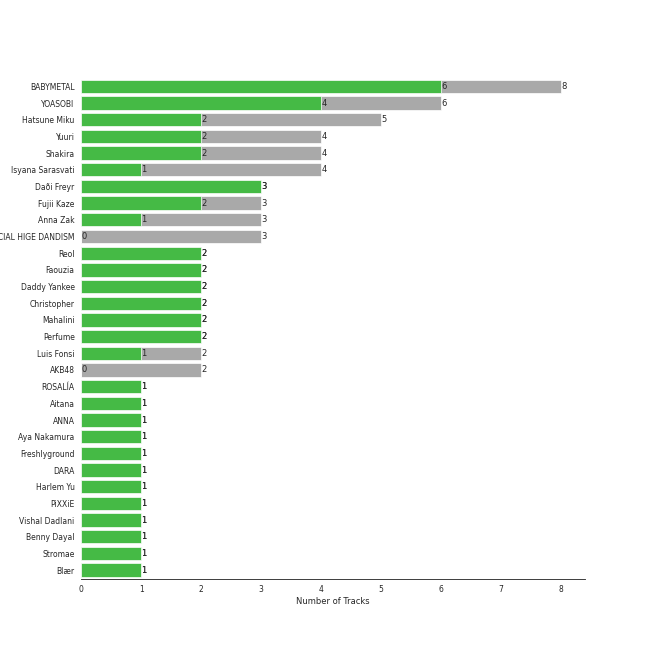 BABYMETAL 6 8
YOASOBI 4 6
Hatsune Miku 2 5
Yuuri 2 4
Shakira 2 4
Isyana Sarasvati 1 4
Daði Freyr 3
Fujii Kaze 2 3
Anna Zak 1 3
CIAL HIGE DANDISM 0 3
Reol 2
Faouzia 2
Daddy Yankee 2
Christopher 2
Mahalini 2
Perfume 2
Luis Fonsi 1 2
AKB48 0 2
ROSALÍA 1
Aitana 1
ANNA 1
Aya Nakamura 1
Freshlyground 1
DARA 1
Harlem Yu 1
PiXXiE 1
Vishal Dadlani 1
Benny Dayal 1
Stromae 1
Blær 1
0 1 2 3 4 5 6 7 8
Number of Tracks